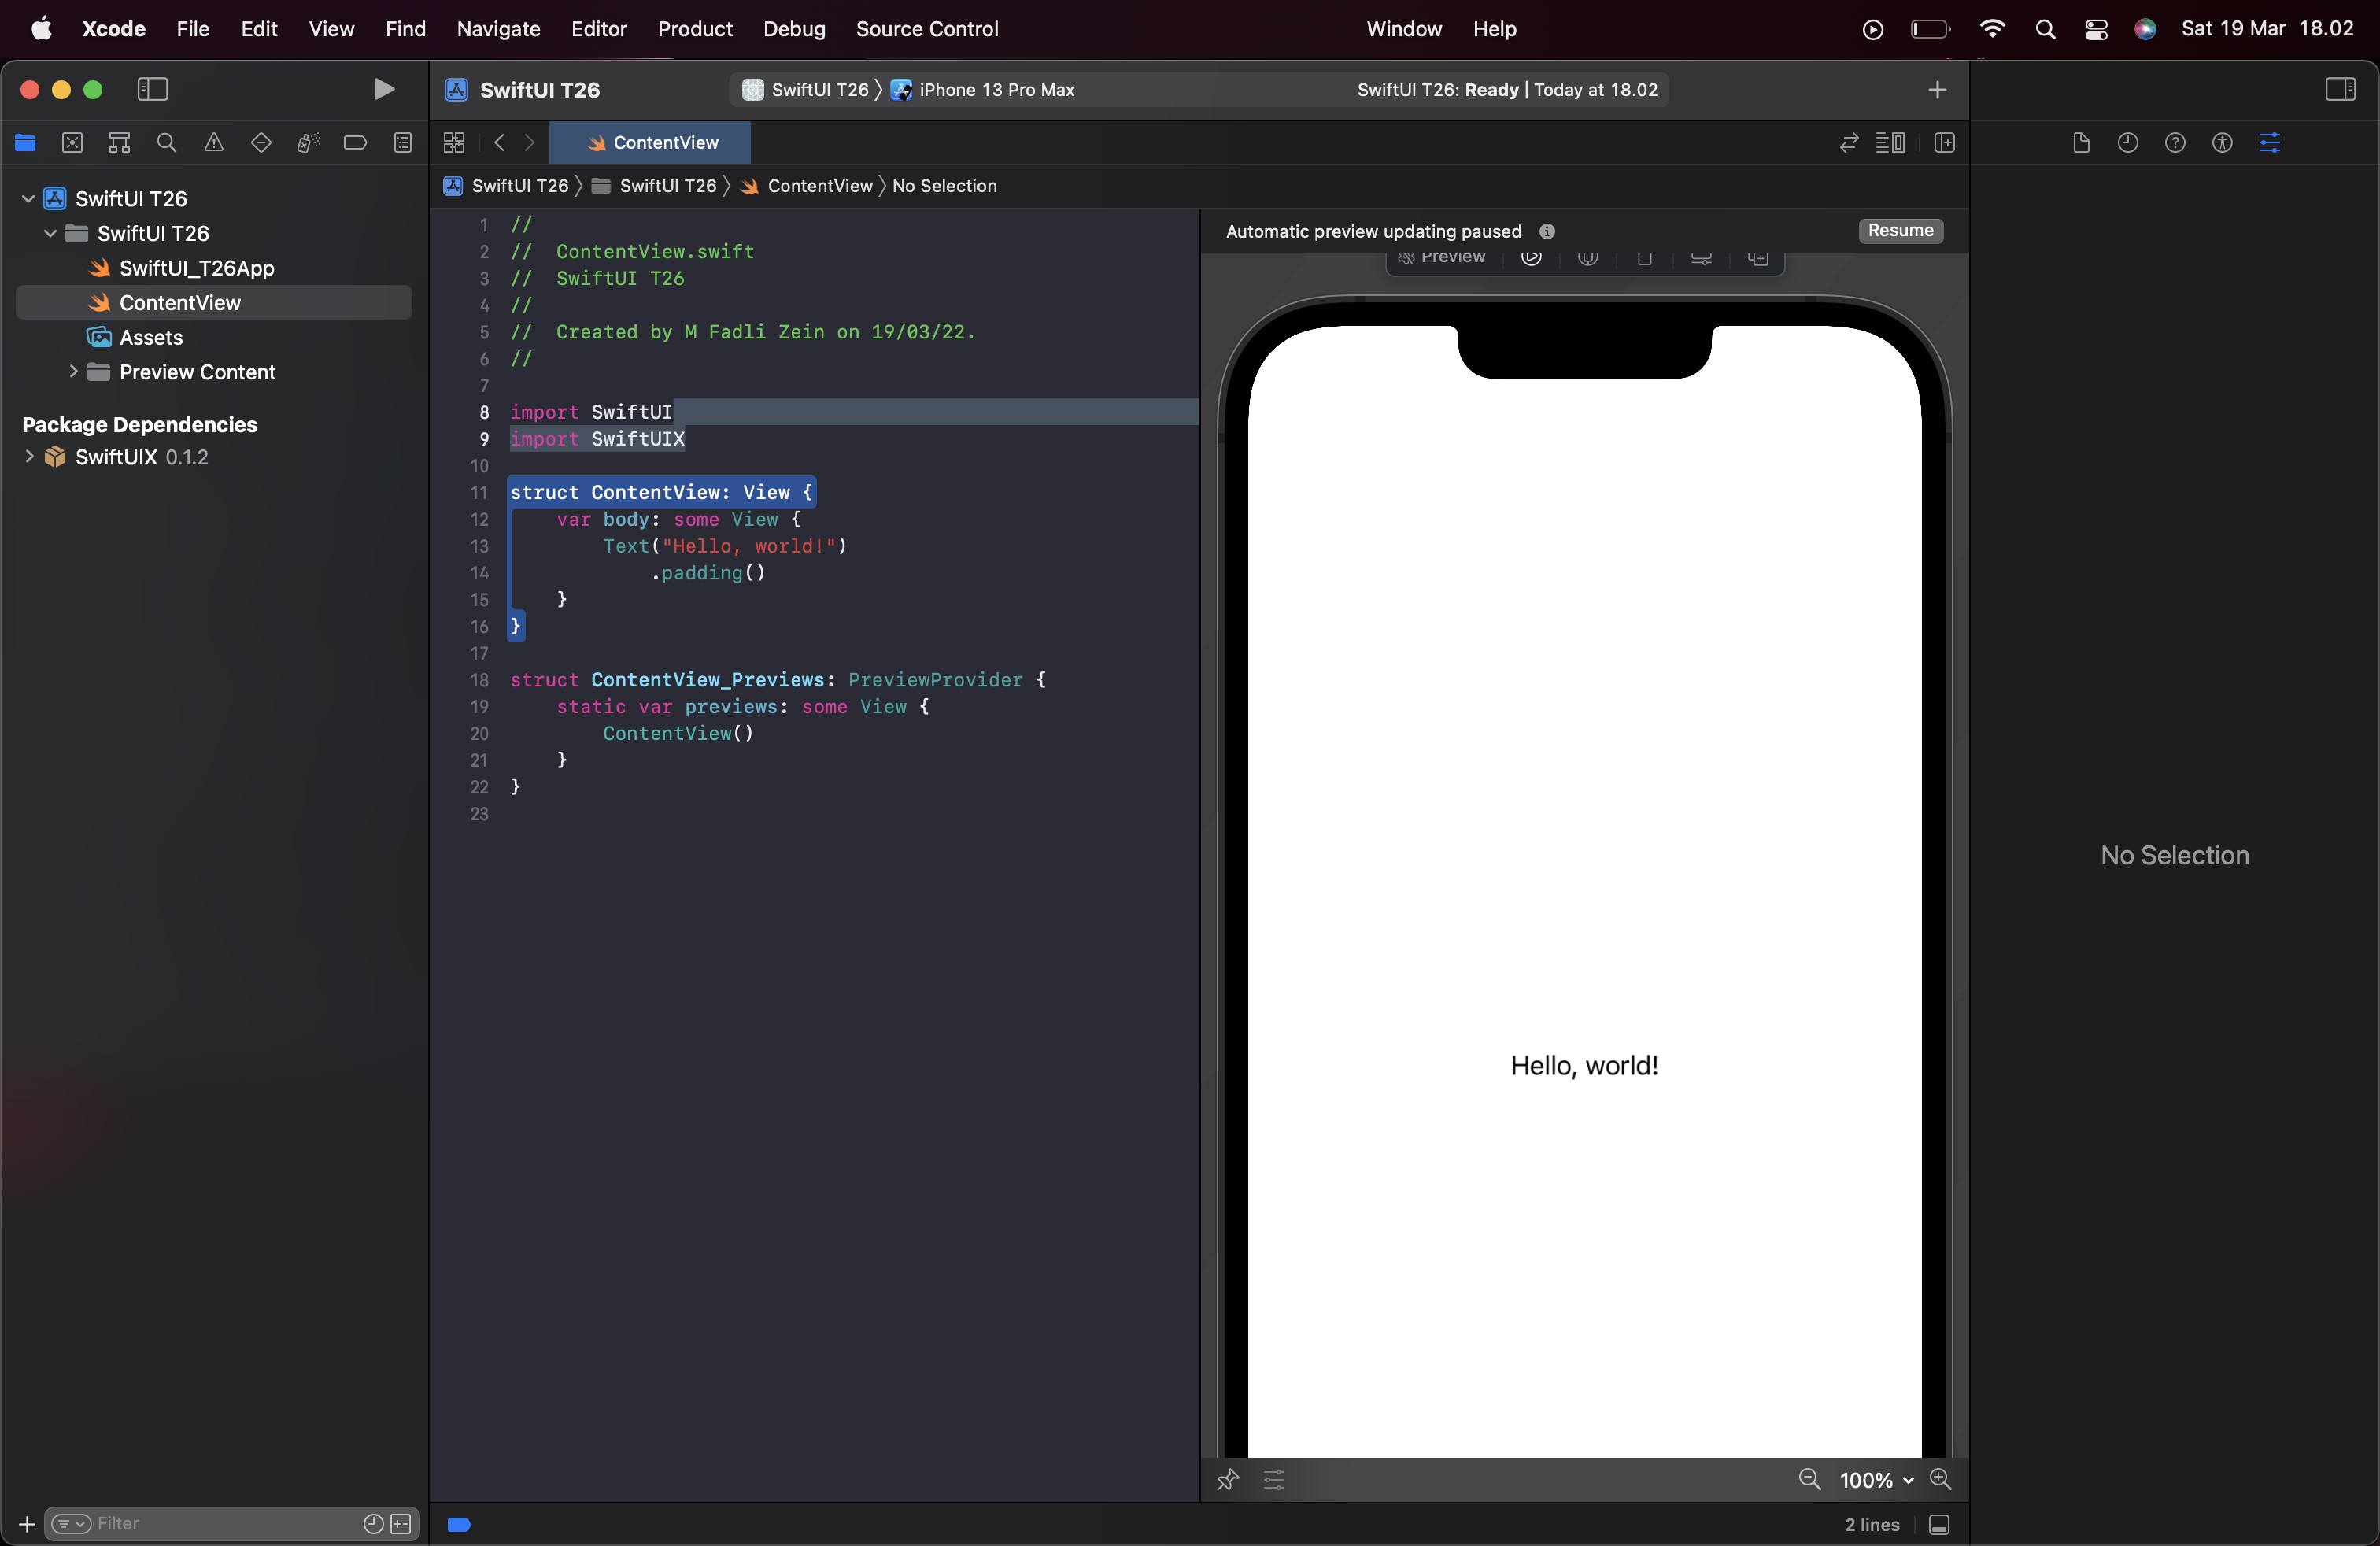 Xcode File Edit View Find Navigate Editor Product Debug Source Control Window Help Sat 19 Mar 18.02
SwiftUI T26
SwiftUI T26 iPhone 13 Pro Max
SwiftUI T26: Ready | Today at 18.02
ContentView
SwiftUI T26 SwiftUI T26 ContentView No Selection
SwiftUI T26
SwiftUI T26
SwiftUI_T26App
ContentView
Assets
Preview Content
Package Dependencies
SwiftUIX 0.1.2
Filter
1 //
2 //  ContentView.swift
3 //  SwiftUI T26
4 //
5 //  Created by M Fadli Zein on 19/03/22.
6 //
7
8 import SwiftUI
9 import SwiftUIX
10
11 struct ContentView: View {
12     var body: some View {
13         Text("Hello, world!")
14             .padding()
15     }
16 }
17
18 struct ContentView_Previews: PreviewProvider {
19     static var previews: some View {
20         ContentView()
21     }
22 }
23
Automatic preview updating paused
Resume
Preview
Hello, world!
100%
2 lines
No Selection